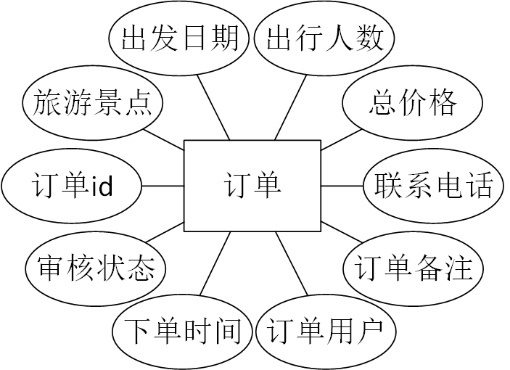 出发日期
出行人数
旅游景点
总价格
订单id
订单
联系电话
审核状态
订单备注
下单时间
订单用户